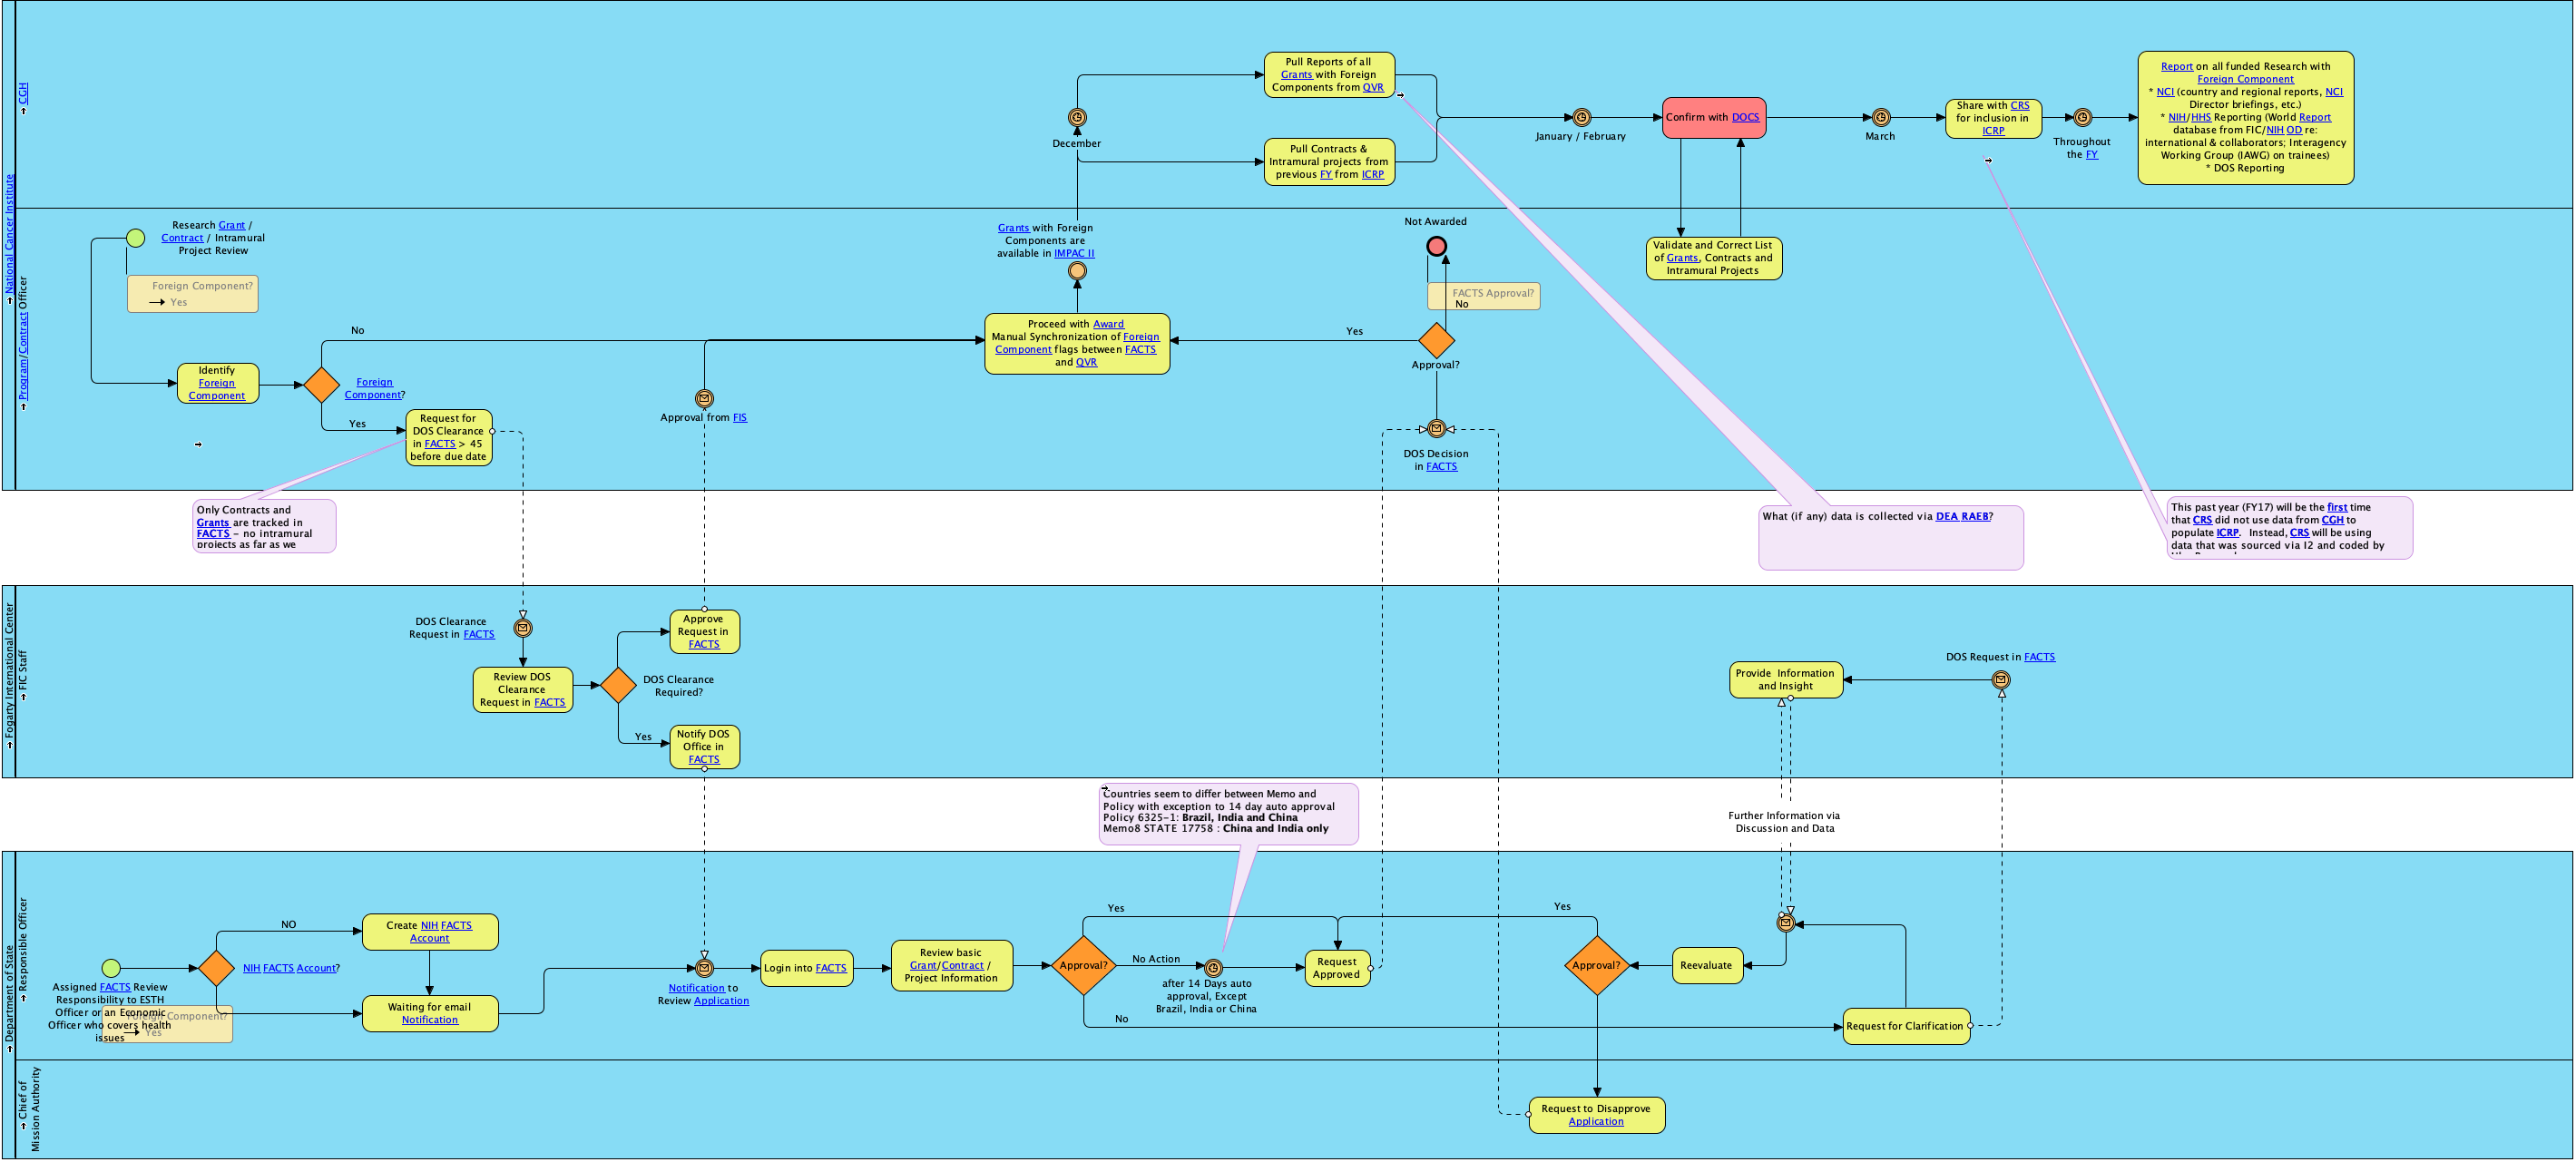 National Cancer Institute
CGH
December
Pull Reports of all
Grants with Foreign
Components from QVR
Pull Contracts &
Intramural projects from
previous FY from ICRP
January / February
Confirm with DOCS
March
Share with CRS
for inclusion in
ICRP
Throughout
the FY
Report on all funded Research with
Foreign Component
* NCI (country and regional reports, NCI
Director briefings, etc.)
* NIH/HHS Reporting (World Report
database from FIC/NIH OD re:
international & collaborators; Interagency
Working Group (IAWG) on trainees)
* DOS Reporting
Program/Contract Officer
Research Grant /
Contract / Intramural
Project Review
Foreign Component?
Yes
Identify
Foreign
Component
Foreign
Component?
No
Yes
Request for
DOS Clearance
in FACTS > 45
before due date
Approval from FIS
Grants with Foreign
Components are
available in IMPAC II
Proceed with Award
Manual Synchronization of Foreign
Component flags between FACTS
and QVR
Yes
Not Awarded
FACTS Approval?
No
Approval?
DOS Decision
in FACTS
Validate and Correct List
of Grants, Contracts and
Intramural Projects
Only Contracts and
Grants are tracked in
FACTS - no intramural
projects as far as we
What (if any) data is collected via DEA RAEB?
This past year (FY17) will be the first time
that CRS did not use data from CGH to
populate ICRP. Instead, CRS will be using
data that was sourced via I2 and coded by
Fogarty International Center
FIC Staff
DOS Clearance
Request in FACTS
Review DOS
Clearance
Request in FACTS
DOS Clearance
Required?
Approve
Request in
FACTS
Yes
Notify DOS
Office in
FACTS
Provide Information
and Insight
DOS Request in FACTS
Countries seem to differ between Memo and
Policy with exception to 14 day auto approval
Policy 6325-1: Brazil, India and China
Memo8 STATE 17758 : China and India only
Further Information via
Discussion and Data
Department of State
Responsible Officer
Assigned FACTS Review
Responsibility to ESTH
Officer or an Economic
Officer who covers health
issues
Foreign Component?
Yes
NIH FACTS Account?
NO
Create NIH FACTS
Account
Waiting for email
Notification
Notification to
Review Application
Login into FACTS
Review basic
Grant/Contract /
Project Information
Approval?
Yes
No Action
No
after 14 Days auto
approval, Except
Brazil, India or China
Request
Approved
Yes
Approval?
Reevaluate
Request for Clarification
Chief of
Mission Authority
Request to Disapprove
Application